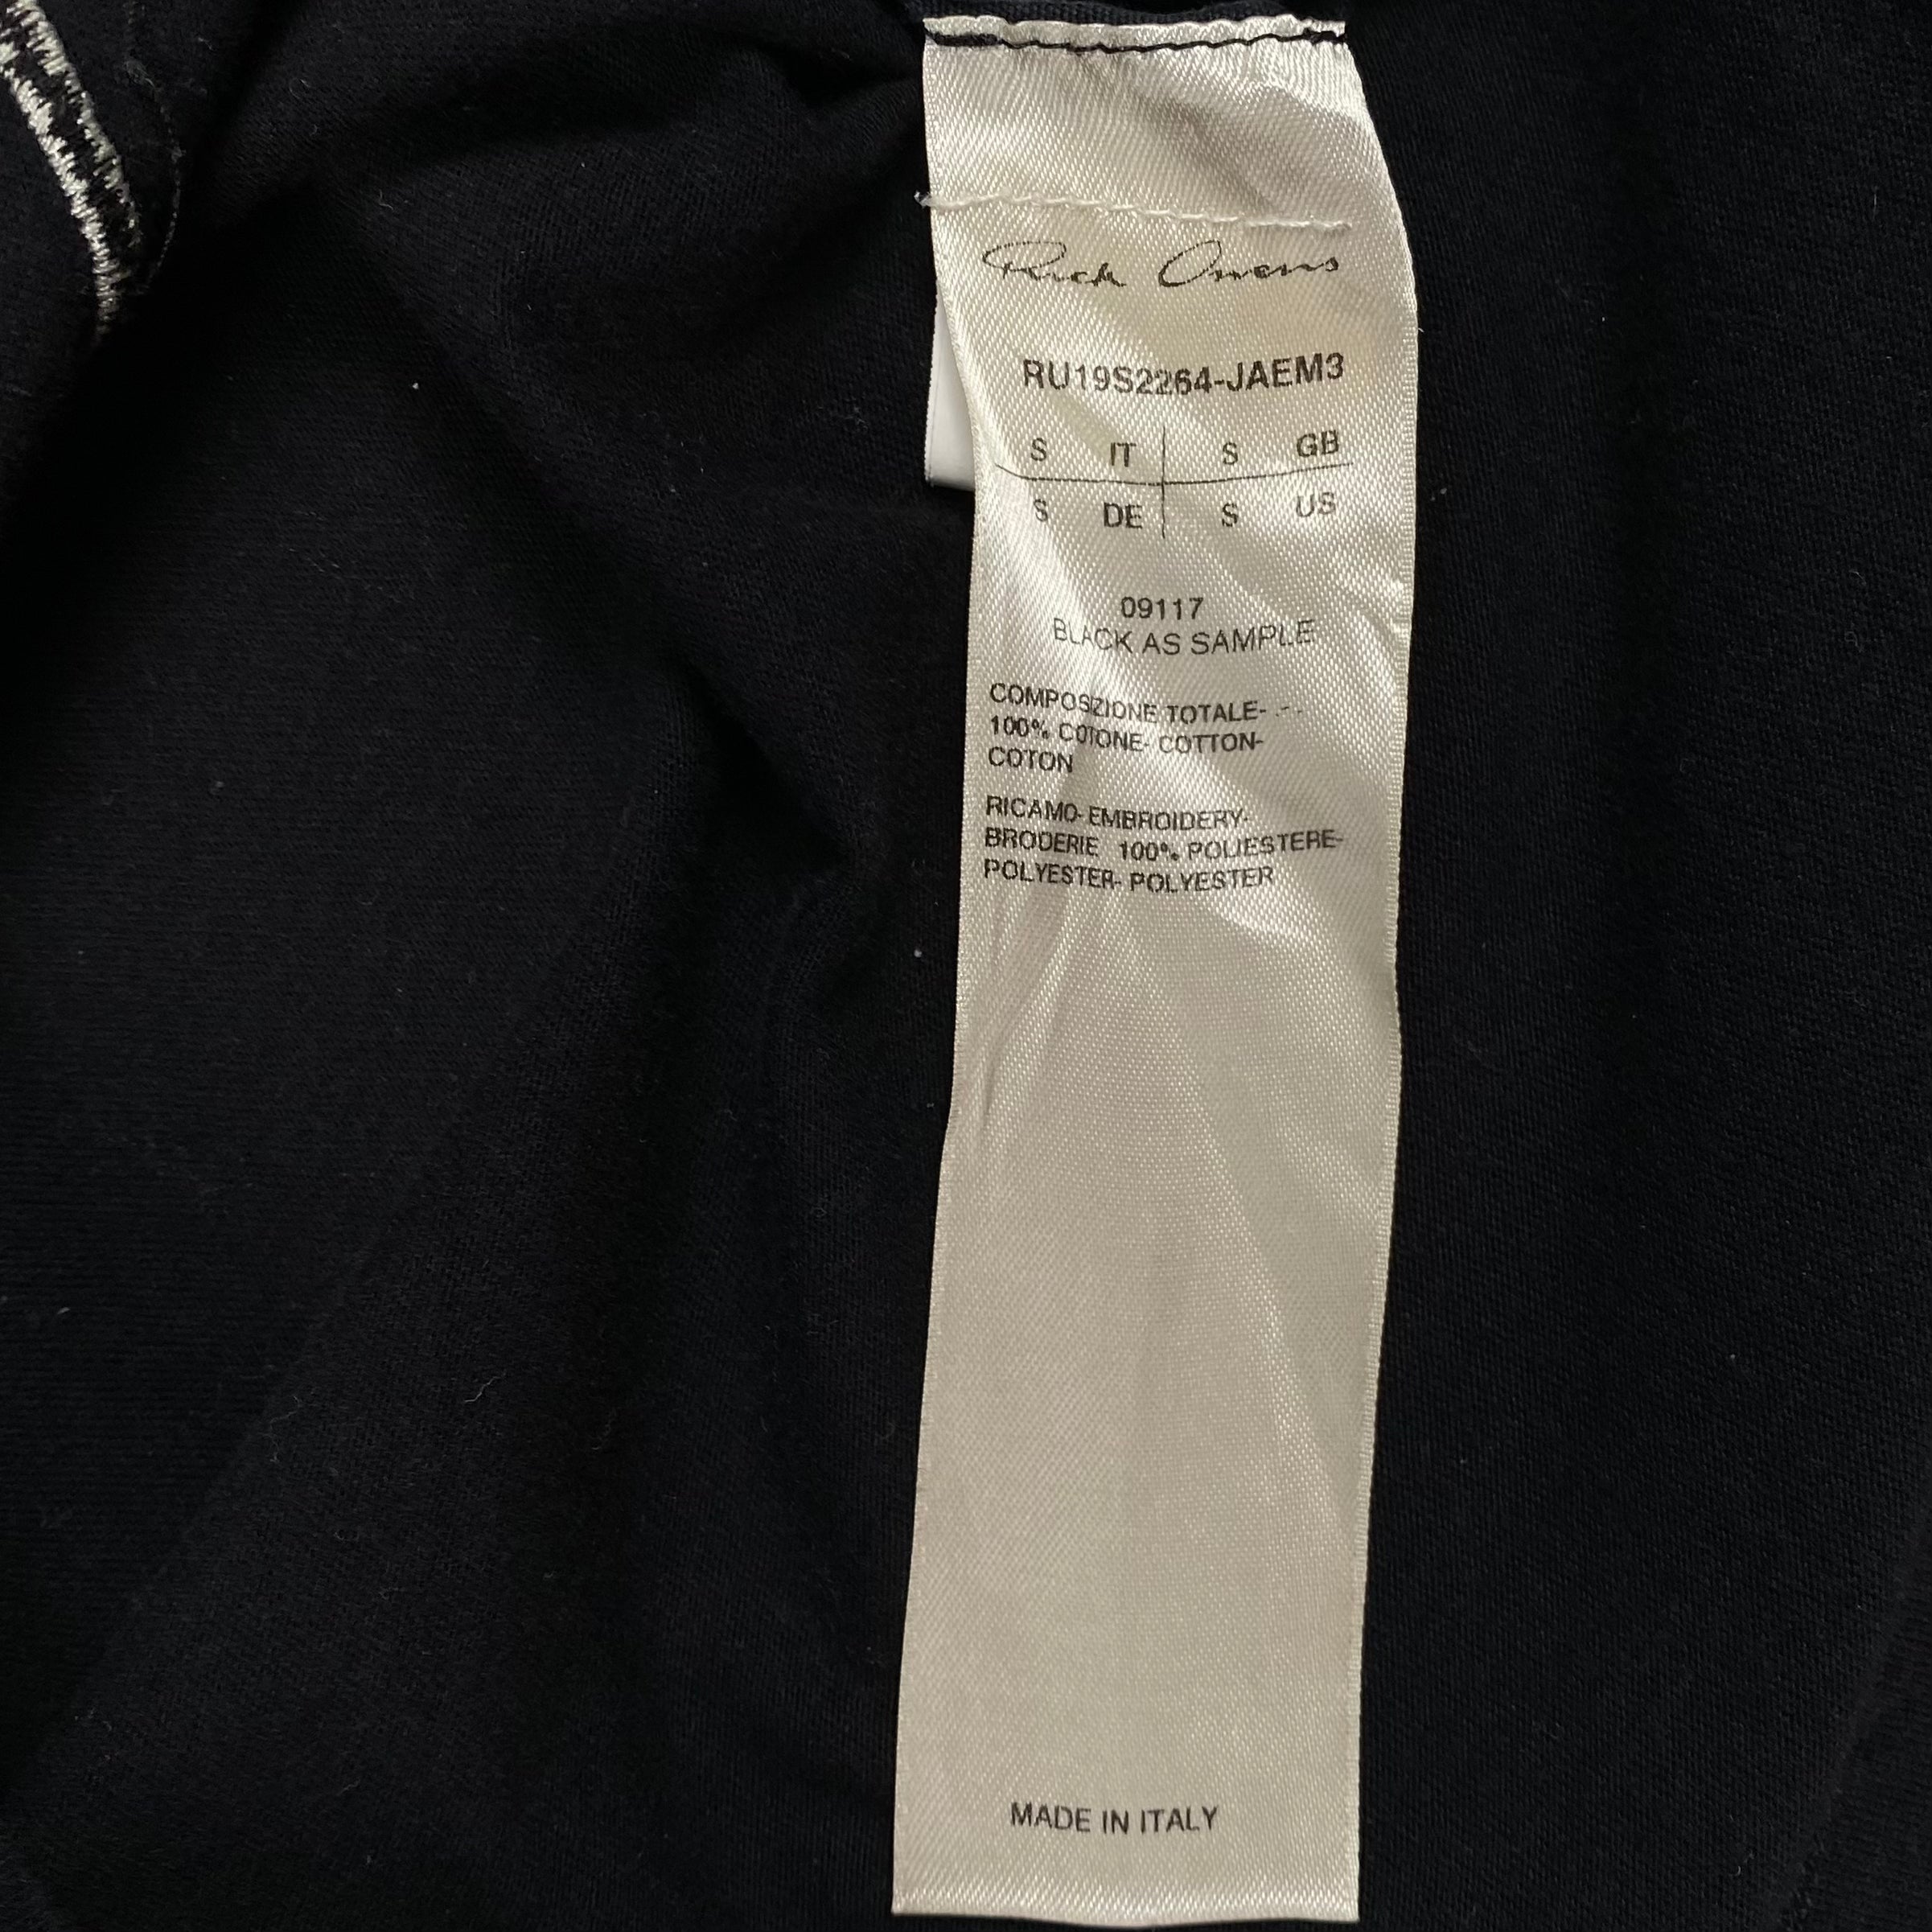 Rick Owens
RU19S2264-JAEM3
S IT S GB
S DE S US
09117
BLACK AS SAMPLE
COMPOSZIONE TOTALE- - -
100% COTONE- COTTON-
COTON
RICAMO- EMBROIDERY-
BRODERIE 100% POLIESTERE-
POLYESTER- POLYESTER
MADE IN ITALY